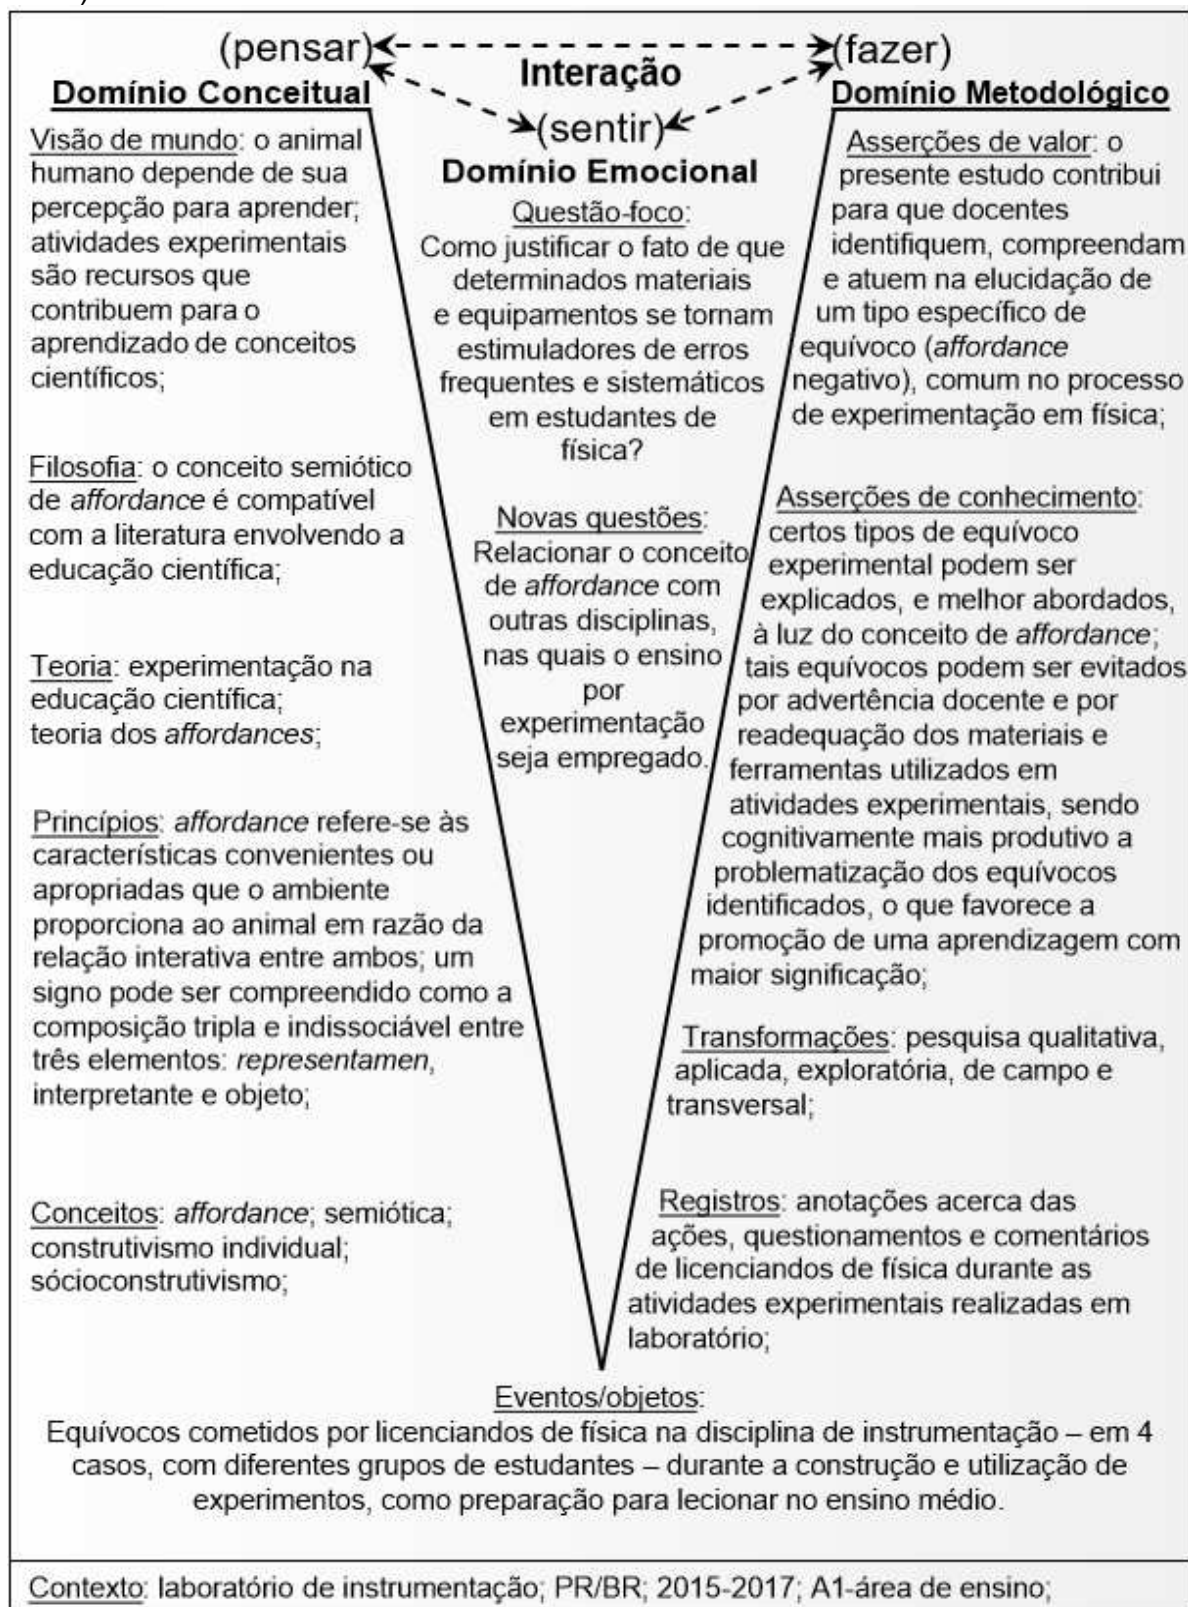 (pensar)
(fazer)
Interação
Domínio Conceitual
Domínio Metodológico
(sentir)
Domínio Emocional
Visão de mundo: o animal
humano depende de sua
percepção para aprender;
atividades experimentais
são recursos que
contribuem para o
aprendizado de conceitos
científicos;
Filosofia: o conceito semiótico
de affordance é compatível
com a literatura envolvendo a
educação científica;
Teoria: experimentação na
educação científica;
teoria dos affordances;
Princípios: affordance refere-se às
características convenientes ou
apropriadas que o ambiente
proporciona ao animal em razão da
relação interativa entre ambos; um
signo pode ser compreendido como a
composição tripla e indissociável entre
três elementos: representamen,
interpretante e objeto;
Conceitos: affordance; semiótica;
construtivismo individual;
sócioconstrutivismo;
Questão-foco:
Como justificar o fato de que
determinados materiais
e equipamentos se tornam
estimuladores de erros
frequentes e sistemáticos
em estudantes de
física?
Novas questões:
Relacionar o conceito
de affordance com
outras disciplinas,
nas quais o ensino
por
experimentação
seja empregado.
Asserções de valor: o
presente estudo contribui
para que docentes
identifiquem, compreendam
e atuem na elucidação de
um tipo específico de
equívoco (affordance
negativo), comum no processo
de experimentação em física;
Asserções de conhecimento:
certos tipos de equívoco
experimental podem ser
explicados, e melhor abordados,
à luz do conceito de affordance;
tais equívocos podem ser evitados
por advertência docente e por
readequação dos materiais e
ferramentas utilizados em
atividades experimentais, sendo
cognitivamente mais produtivo a
problematização dos equívocos
identificados, o que favorece a
promoção de uma aprendizagem com
maior significação;
Transformações: pesquisa qualitativa,
aplicada, exploratória, de campo e
transversal;
Registros: anotações acerca das
ações, questionamentos e comentários
de licenciandos de física durante as
atividades experimentais realizadas em
laboratório;
Eventos/objetos:
Equívocos cometidos por licenciandos de física na disciplina de instrumentação – em 4
casos, com diferentes grupos de estudantes – durante a construção e utilização de
experimentos, como preparação para lecionar no ensino médio.
Contexto: laboratório de instrumentação; PR/BR; 2015-2017; A1-área de ensino;